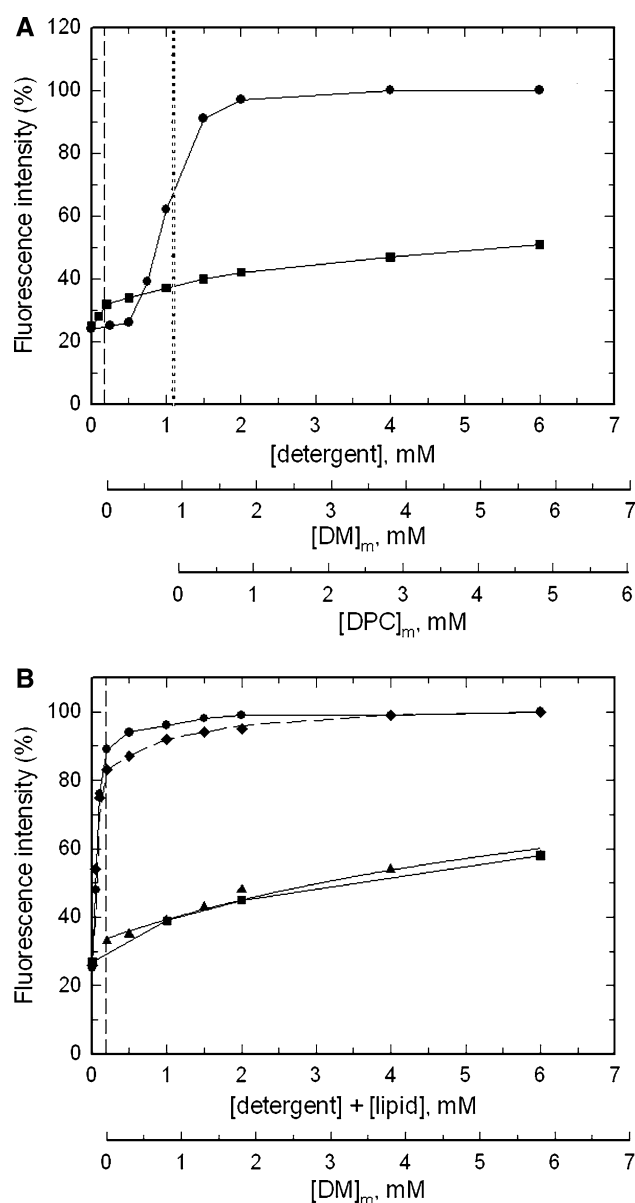 A
Fluorescence intensity (%)
120
100
80
60
40
20
0
0 1 2 3 4 5 6 7
[detergent], mM
0 1 2 3 4 5 6 7
[DM]m, mM
0 1 2 3 4 5 6
[DPC]m, mM
B
Fluorescence intensity (%)
100
80
60
40
20
0
0 1 2 3 4 5 6 7
[detergent] + [lipid], mM
0 1 2 3 4 5 6 7
[DM]m, mM